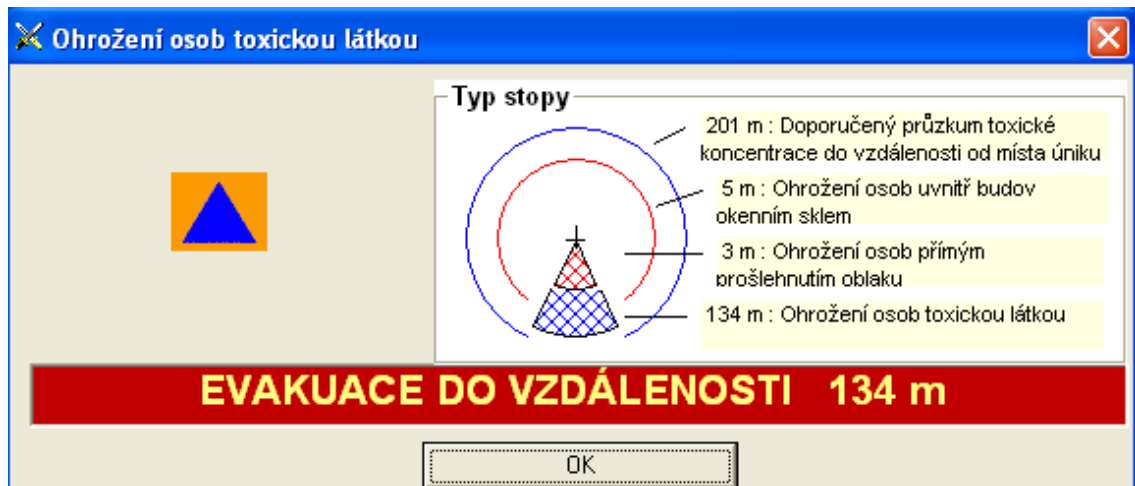 Ohrožení osob toxickou látkou
Typ stopy
201 m : Doporučený průzkum toxické
koncentrace do vzdálenosti od místa úniku
5 m : Ohrožení osob uvnitř budov
okenním sklem
3 m : Ohrožení osob přímým
prošlehnutím oblaku
134 m : Ohrožení osob toxickou látkou
EVAKUACE DO VZDÁLENOSTI 134 m
OK